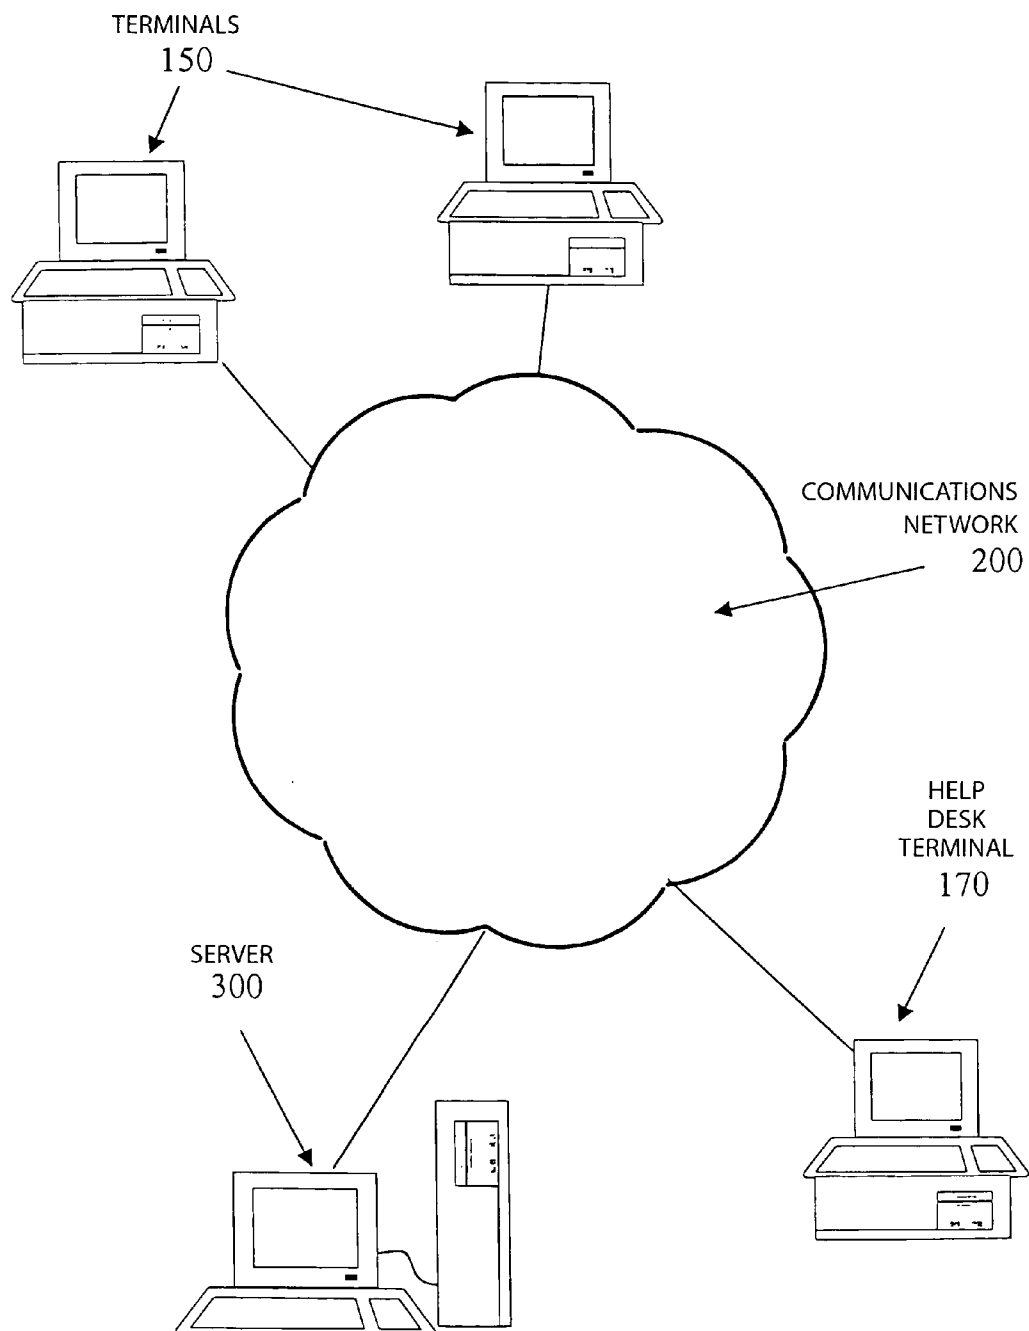 TERMINALS
150
COMMUNICATIONS
NETWORK
200
HELP
DESK
TERMINAL
170
SERVER
300